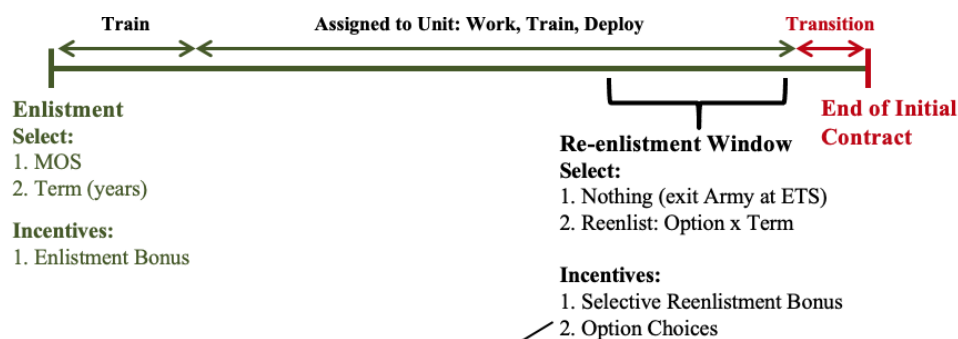 Train
Assigned to Unit: Work, Train, Deploy
Transition
Enlistment
Select:
1. MOS
2. Term (years)
Incentives:
1. Enlistment Bonus
Re-enlistment Window
Select:
1. Nothing (exit Army at ETS)
2. Reenlist: Option x Term
Incentives:
1. Selective Reenlistment Bonus
2. Option Choices
End of Initial
Contract